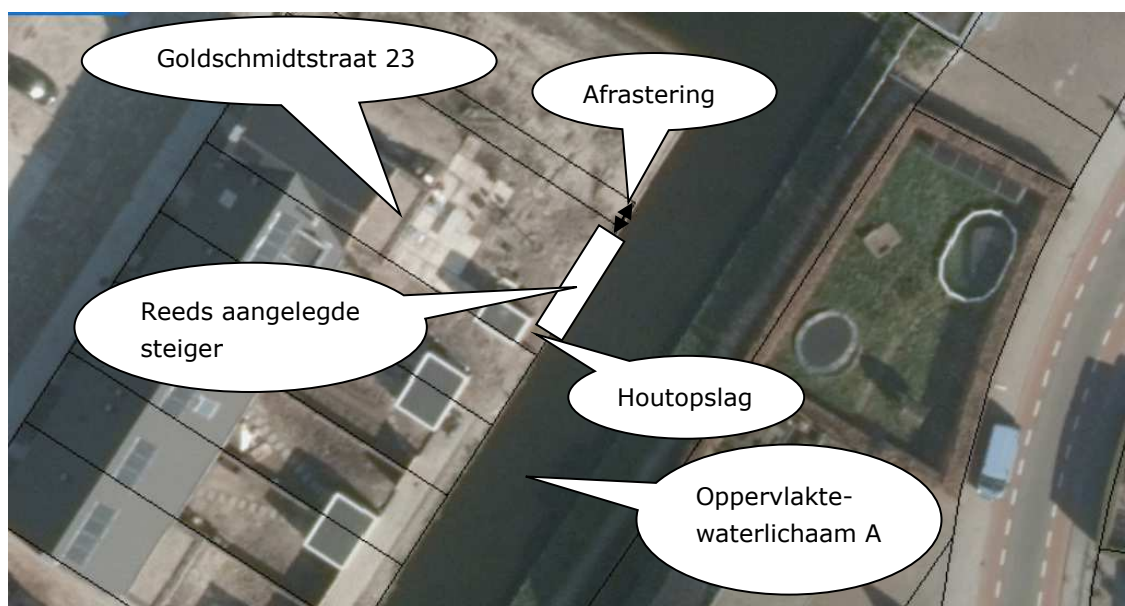 Goldschmidtstraat 23
Afrastering
Reeds aangelegde
steiger
Houtopslag
Oppervlakte-
waterlichaam A